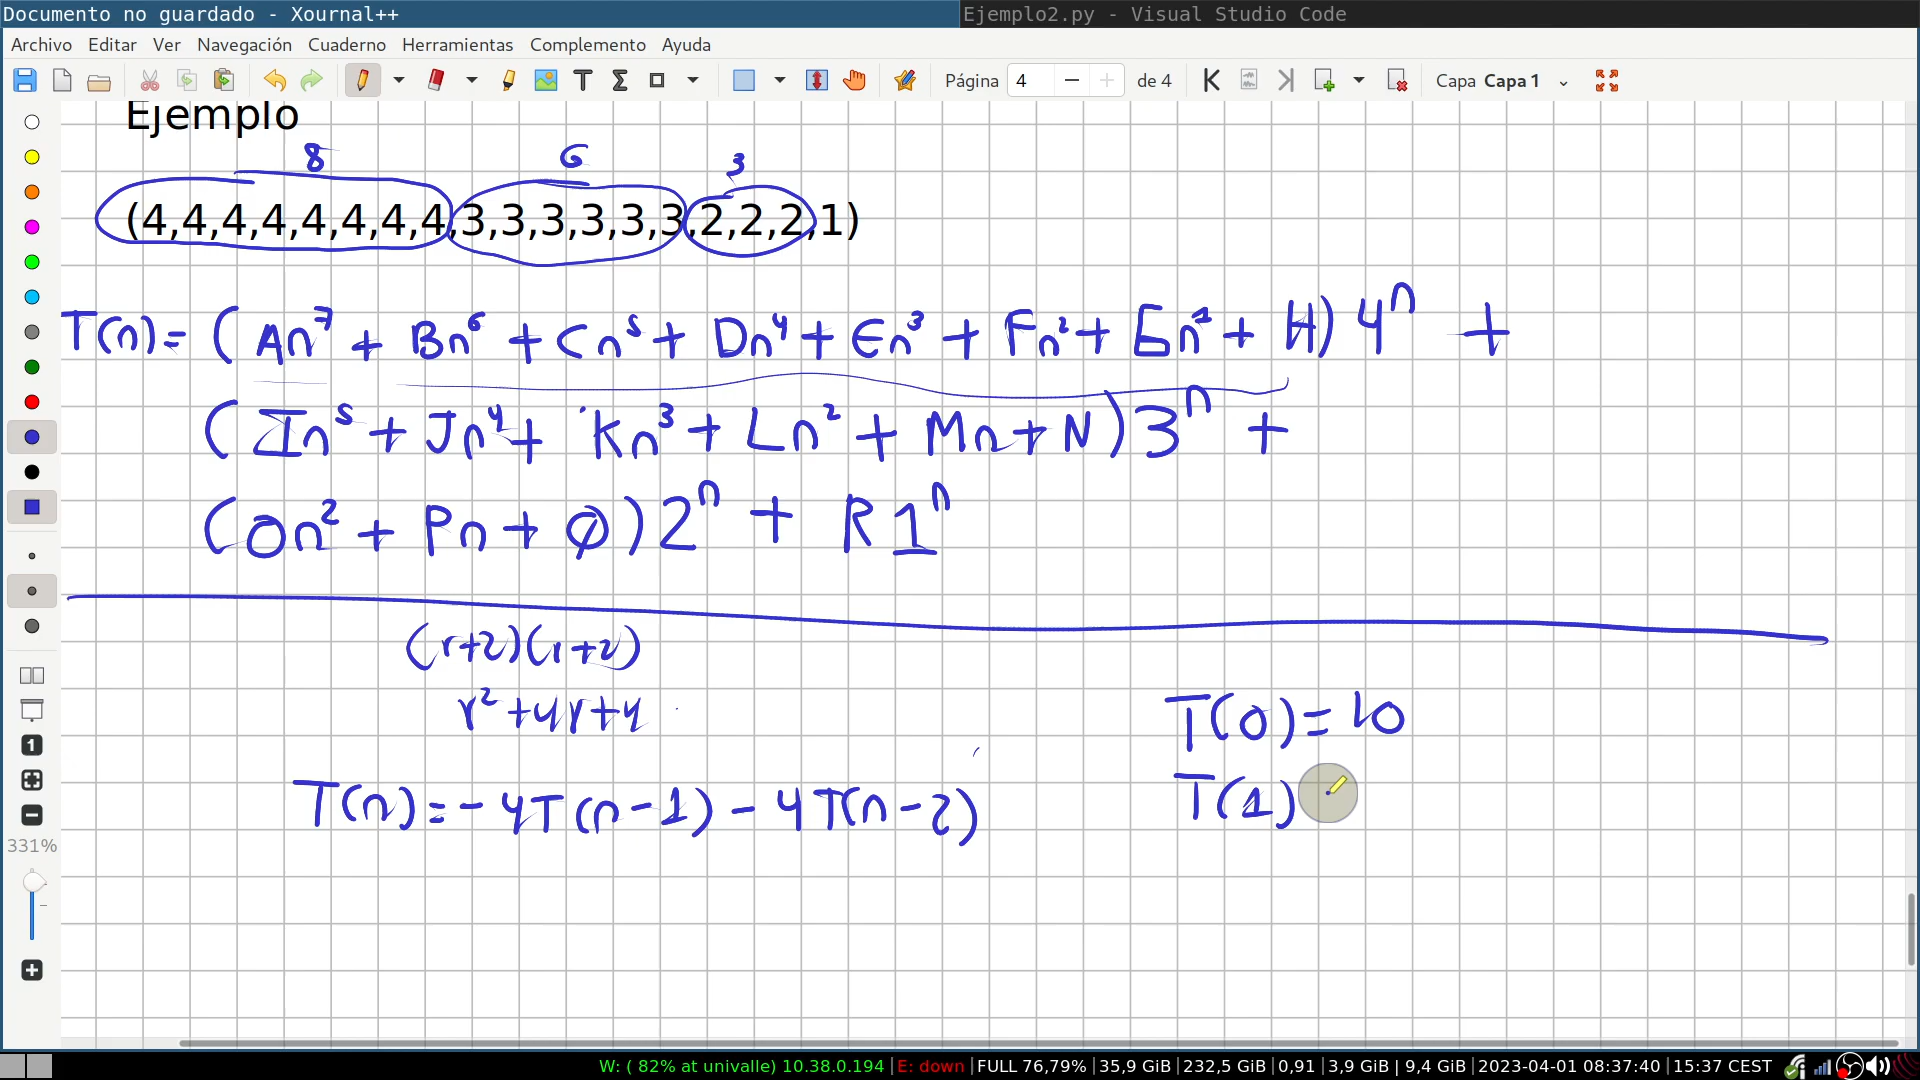 Documento no guardado - Xournal++
Ejemplo2.py - Visual Studio Code
Archivo Editar Ver Navegación Cuaderno Herramientas Complemento Ayuda
Página 4 de 4 Capa Capa 1
Ejemplo
8 6 3
(4,4,4,4,4,4,4,4,3,3,3,3,3,3,2,2,2,1)
T(n)= (An⁷ + Bn⁶ + Cn⁵ + Dn⁴ + En³ + Fn² + Gn¹ + H) 4ⁿ +
(In⁵ + Jn⁴ + Kn³ + Ln² + Mn + N) 3ⁿ +
(On² + Pn + Q) 2ⁿ + R 1ⁿ
(r+2)(r+2)
r² + 4r + 4
T(0)=10
T(n)= -4T(n-1) - 4T(n-2)
T(1)
1
331%
W: ( 82% at univalle) 10.38.0.194 |E: down|FULL 76,79%|35,9 GiB|232,5 GiB|0,91|3,9 GiB | 9,4 GiB|2023-04-01 08:37:40|15:37 CEST